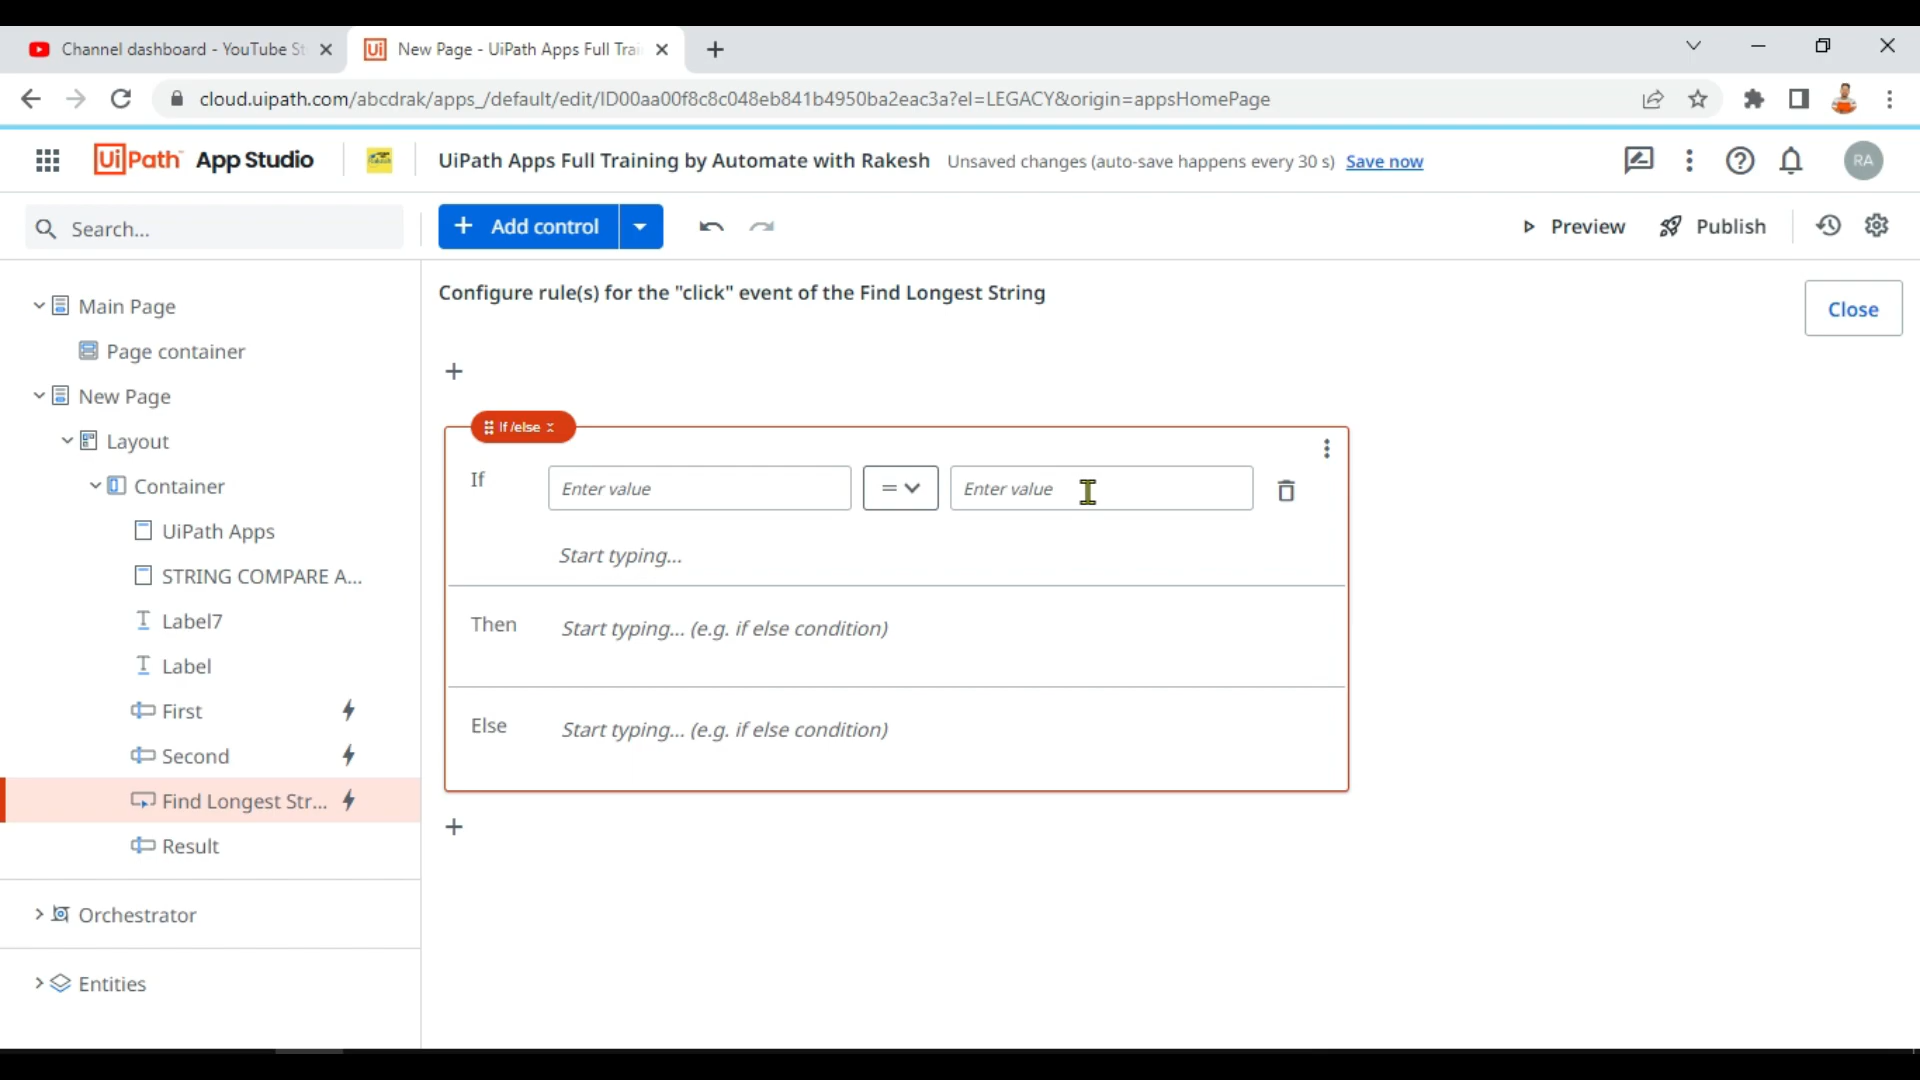 Channel dashboard - YouTube St
New Page - UiPath Apps Full Trai
cloud.uipath.com/abcdrak/apps_/default/edit/ID00aa00f8c8c048eb841b4950ba2eac3a?el=LEGACY&origin=appsHomePage
UiPath App Studio
UiPath Apps Full Training by Automate with Rakesh
Unsaved changes (auto-save happens every 30 s) Save now
RA
Search...
+ Add control
Preview
Publish
Configure rule(s) for the "click" event of the Find Longest String
Close
Main Page
Page container
New Page
Layout
Container
UiPath Apps
STRING COMPARE A...
Label7
Label
First
Second
Find Longest Str...
Result
Orchestrator
Entities
If /else
If
Enter value
=
Enter value
Start typing...
Then
Start typing... (e.g. if else condition)
Else
Start typing... (e.g. if else condition)